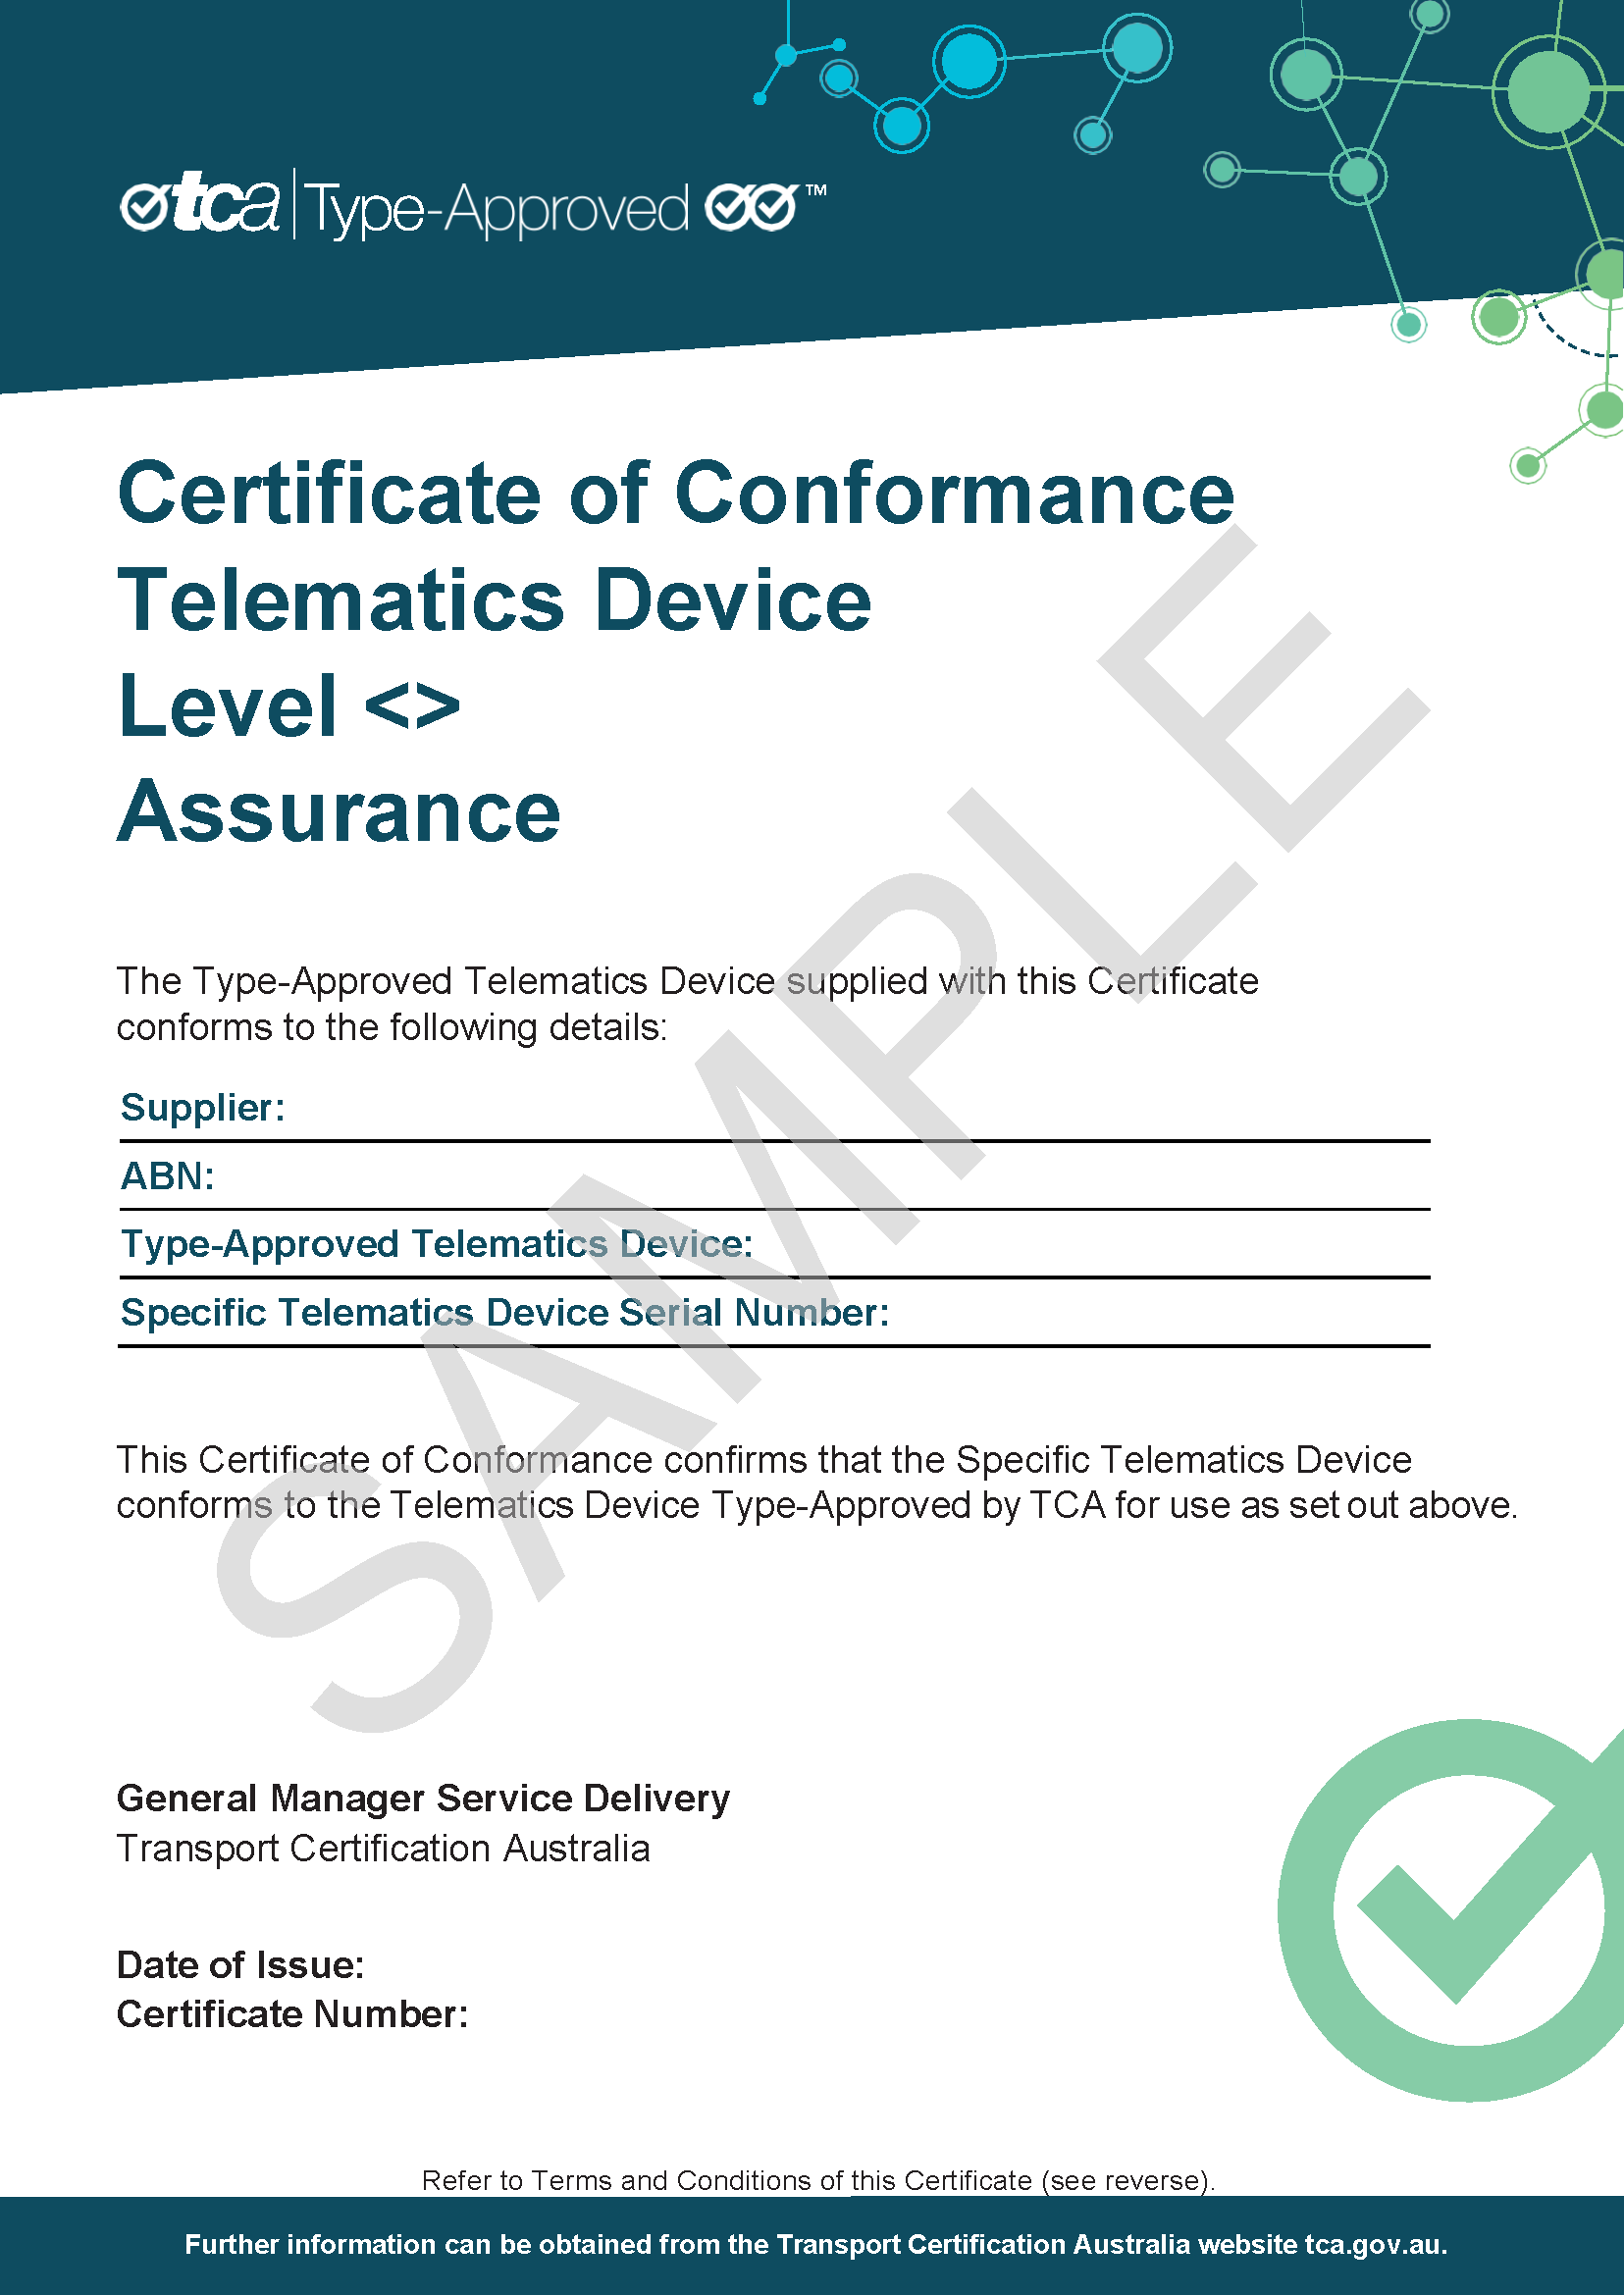 tca Type-Approved ™
Certificate of Conformance
Telematics Device
Level <>
Assurance
The Type-Approved Telematics Device supplied with this Certificate
conforms to the following details:
Supplier:
ABN:
Type-Approved Telematics Device:
Specific Telematics Device Serial Number:
SAMPLE
This Certificate of Conformance confirms that the Specific Telematics Device
conforms to the Telematics Device Type-Approved by TCA for use as set out above.
General Manager Service Delivery
Transport Certification Australia
Date of Issue:
Certificate Number:
Refer to Terms and Conditions of this Certificate (see reverse).
Further information can be obtained from the Transport Certification Australia website tca.gov.au.